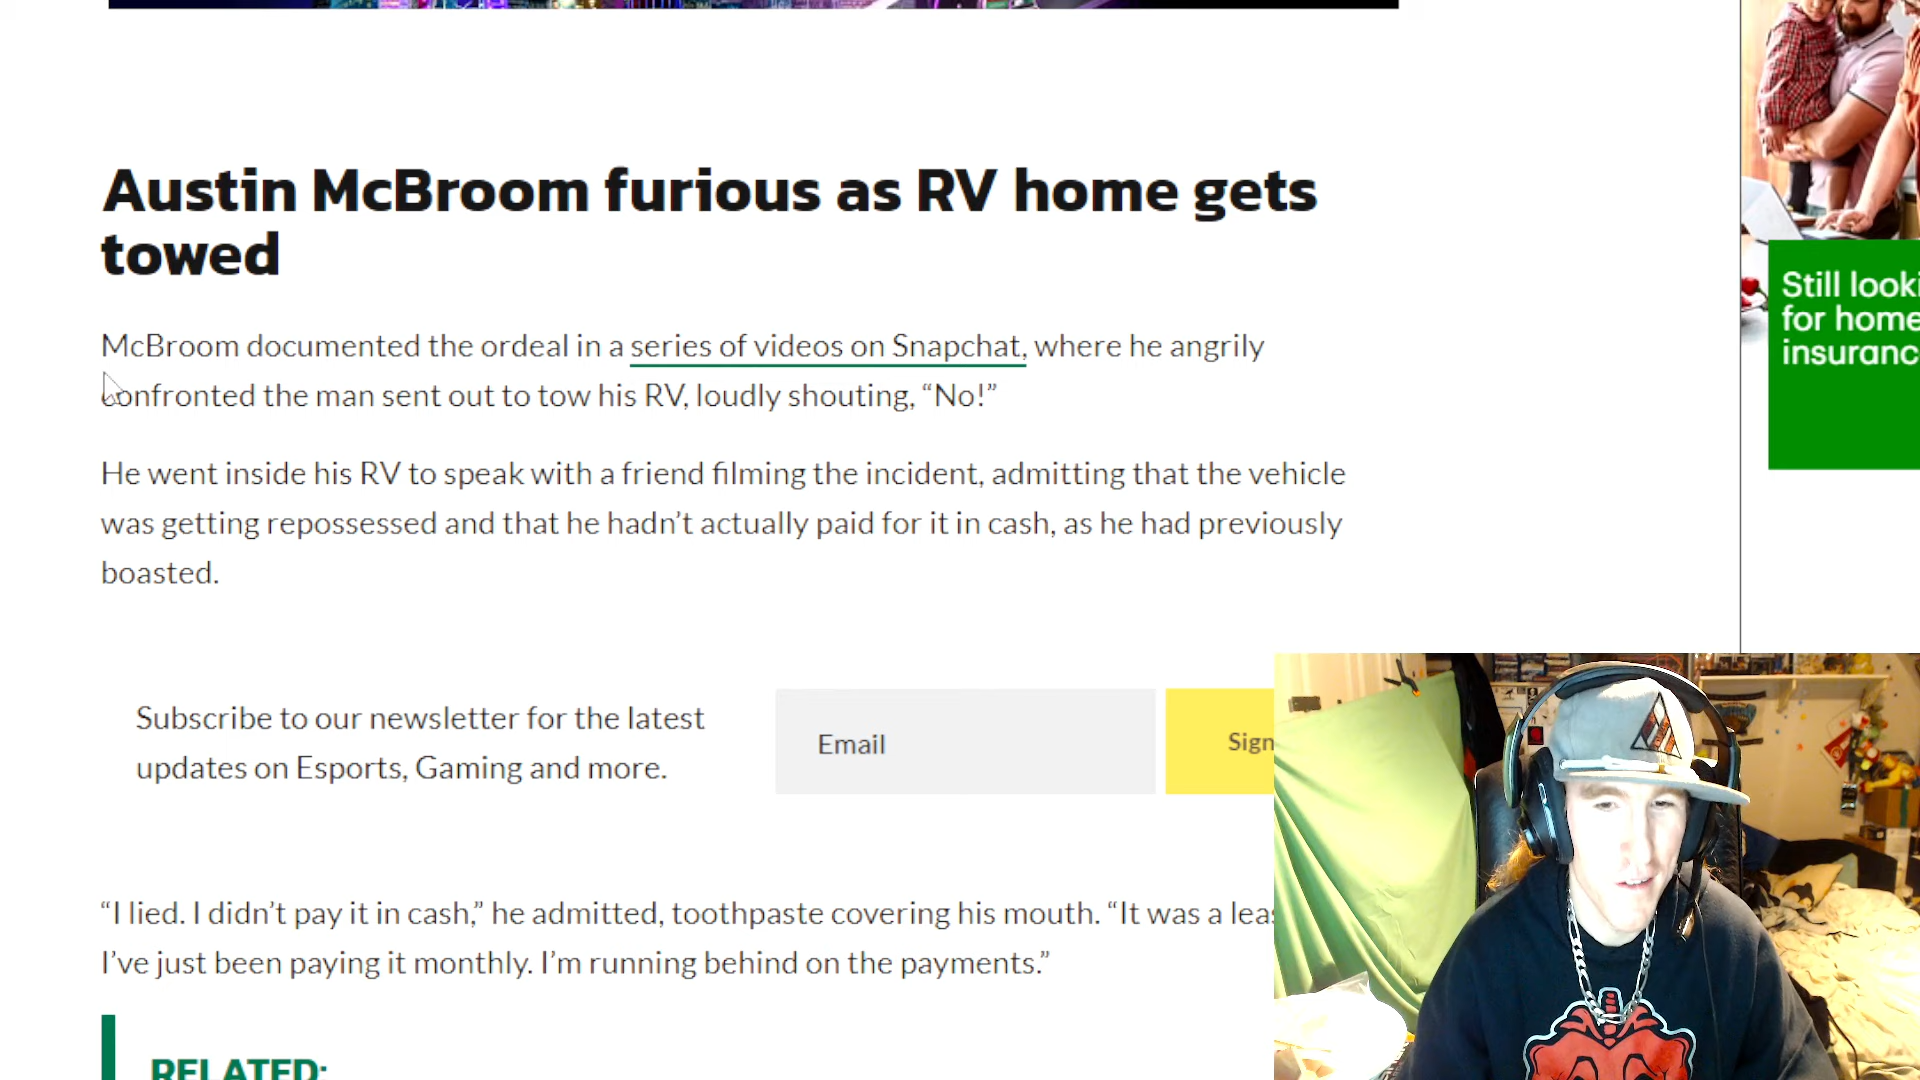 Austin McBroom furious as RV home gets
towed
McBroom documented the ordeal in a series of videos on Snapchat, where he angrily
confronted the man sent out to tow his RV, loudly shouting, “No!”
He went inside his RV to speak with a friend filming the incident, admitting that the vehicle
was getting repossessed and that he hadn’t actually paid for it in cash, as he had previously
boasted.
Still
for home
Subscribe to our newsletter for the latest
updates on Esports, Gaming and more.
Email
Sign
“I lied. I didn’t pay it in cash,” he admitted, toothpaste covering his mouth. “It was a
I’ve just been paying it monthly. I’m running behind on the payments.”
RELATED: